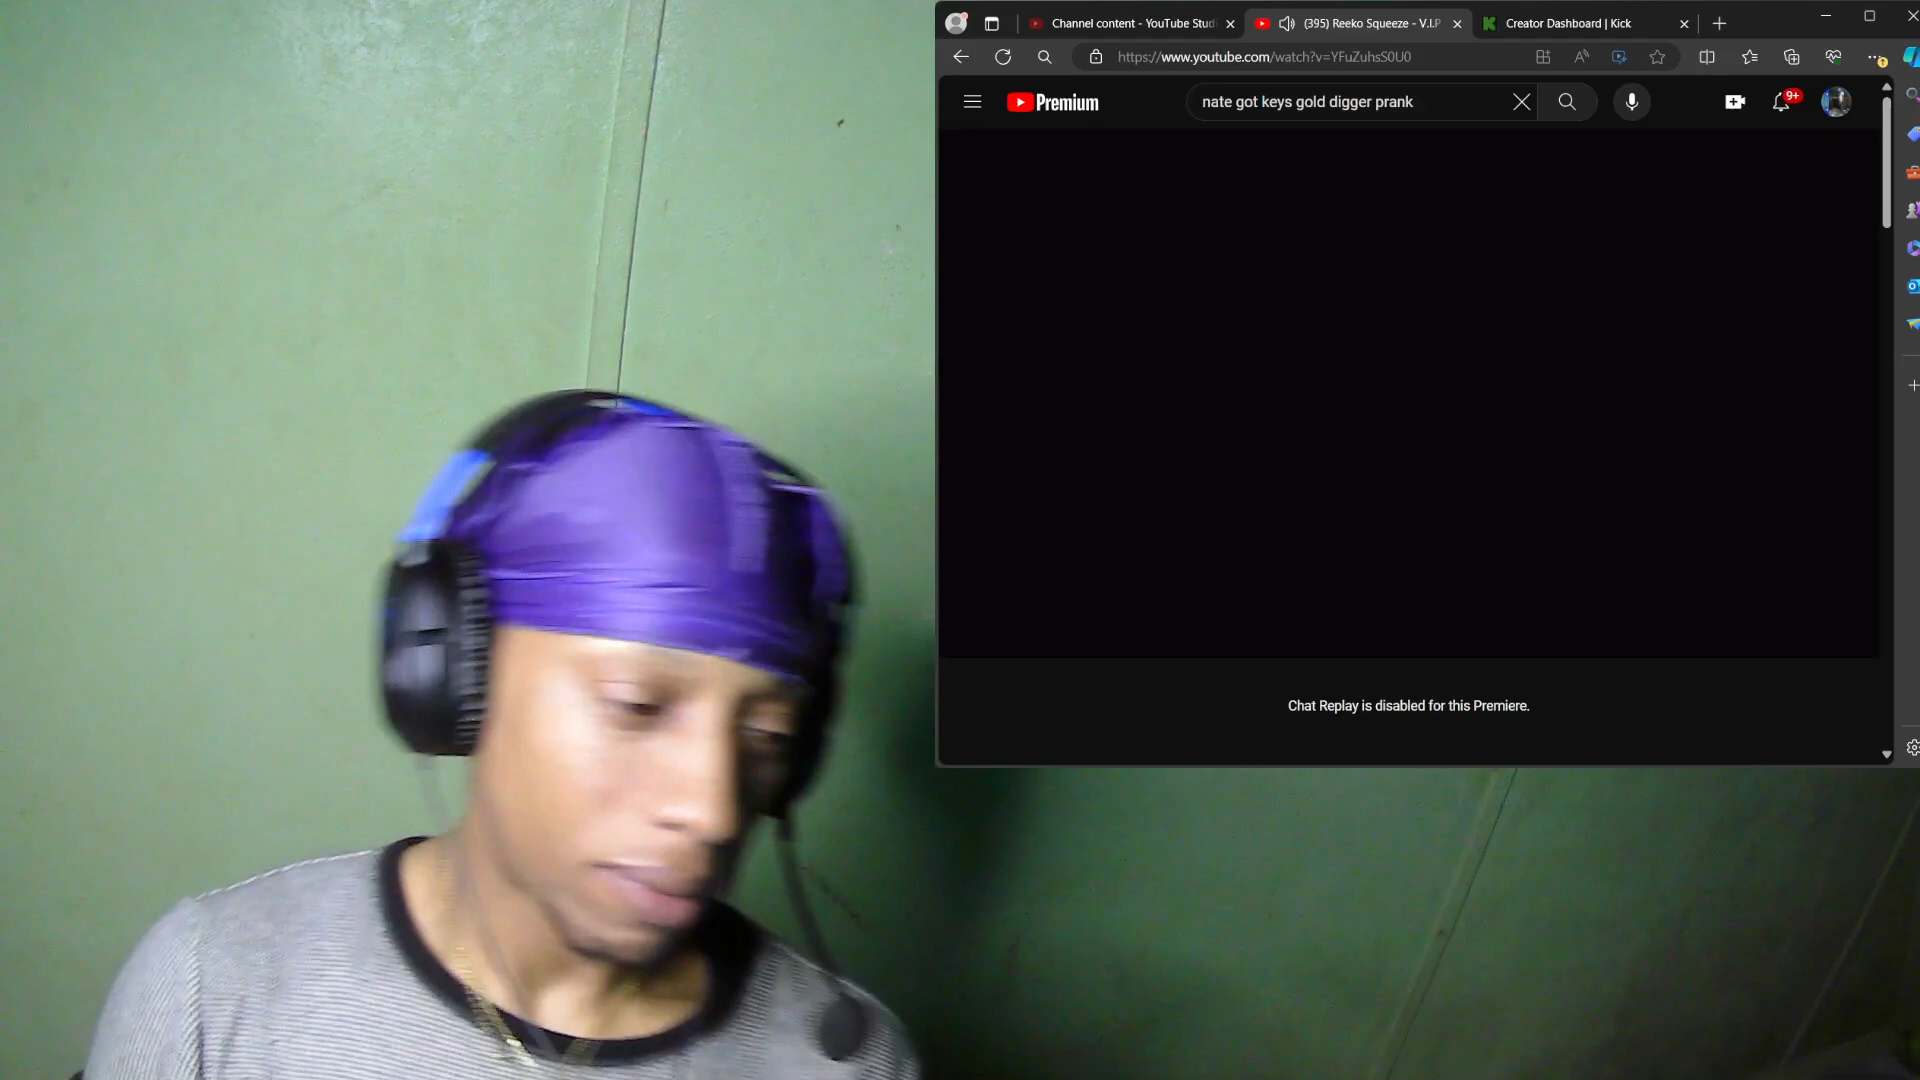 Channel content - YouTube Stud
(395) Reeko Squeeze - V.I.P
Creator Dashboard | Kick
https://www.youtube.com/watch?v=YFuZuhsS0U0
Premium
nate got keys gold digger prank
9+
Chat Replay is disabled for this Premiere.